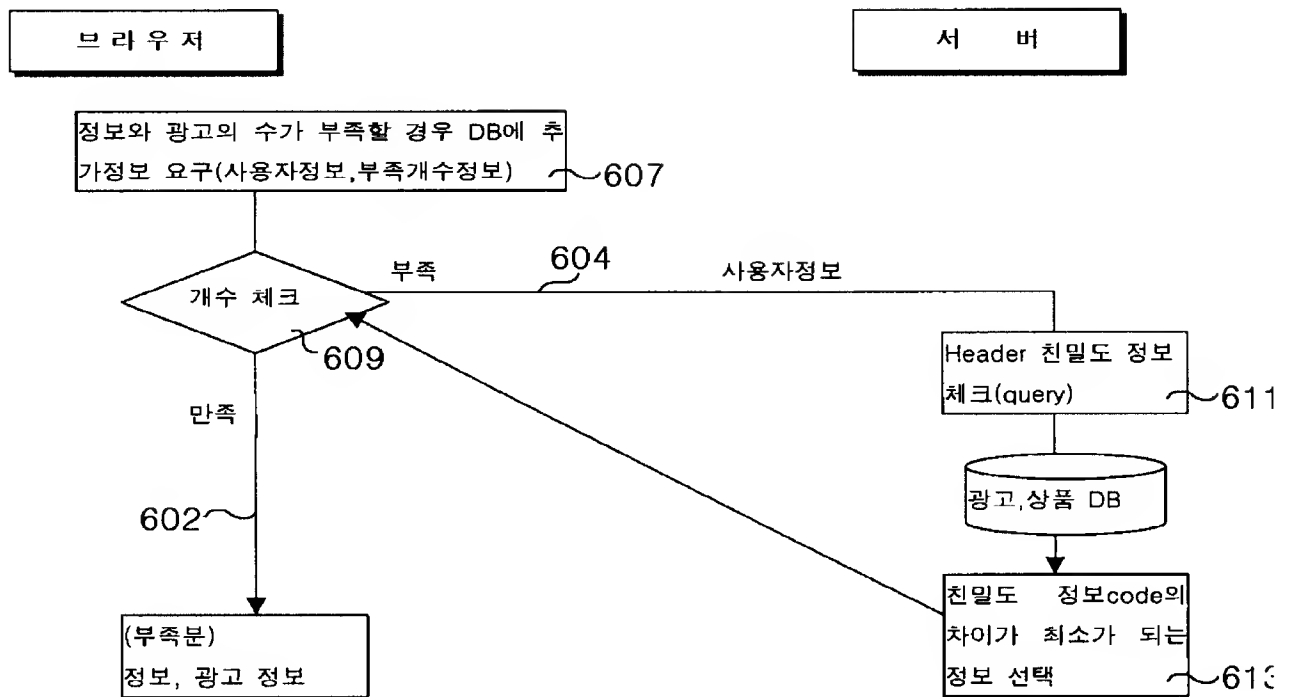 브 라 우 저
서 버
정보와 광고의 수가 부족할 경우 DB에 추
가정보 요구(사용자정보,부족개수정보)
607
부족
604
사용자정보
개수 체크
609
Header 친밀도 정보
체크(query)
611
만족
광고,상품 DB
602
친밀도 정보code의
차이가 최소가 되는
정보 선택
613
(부족분)
정보, 광고 정보